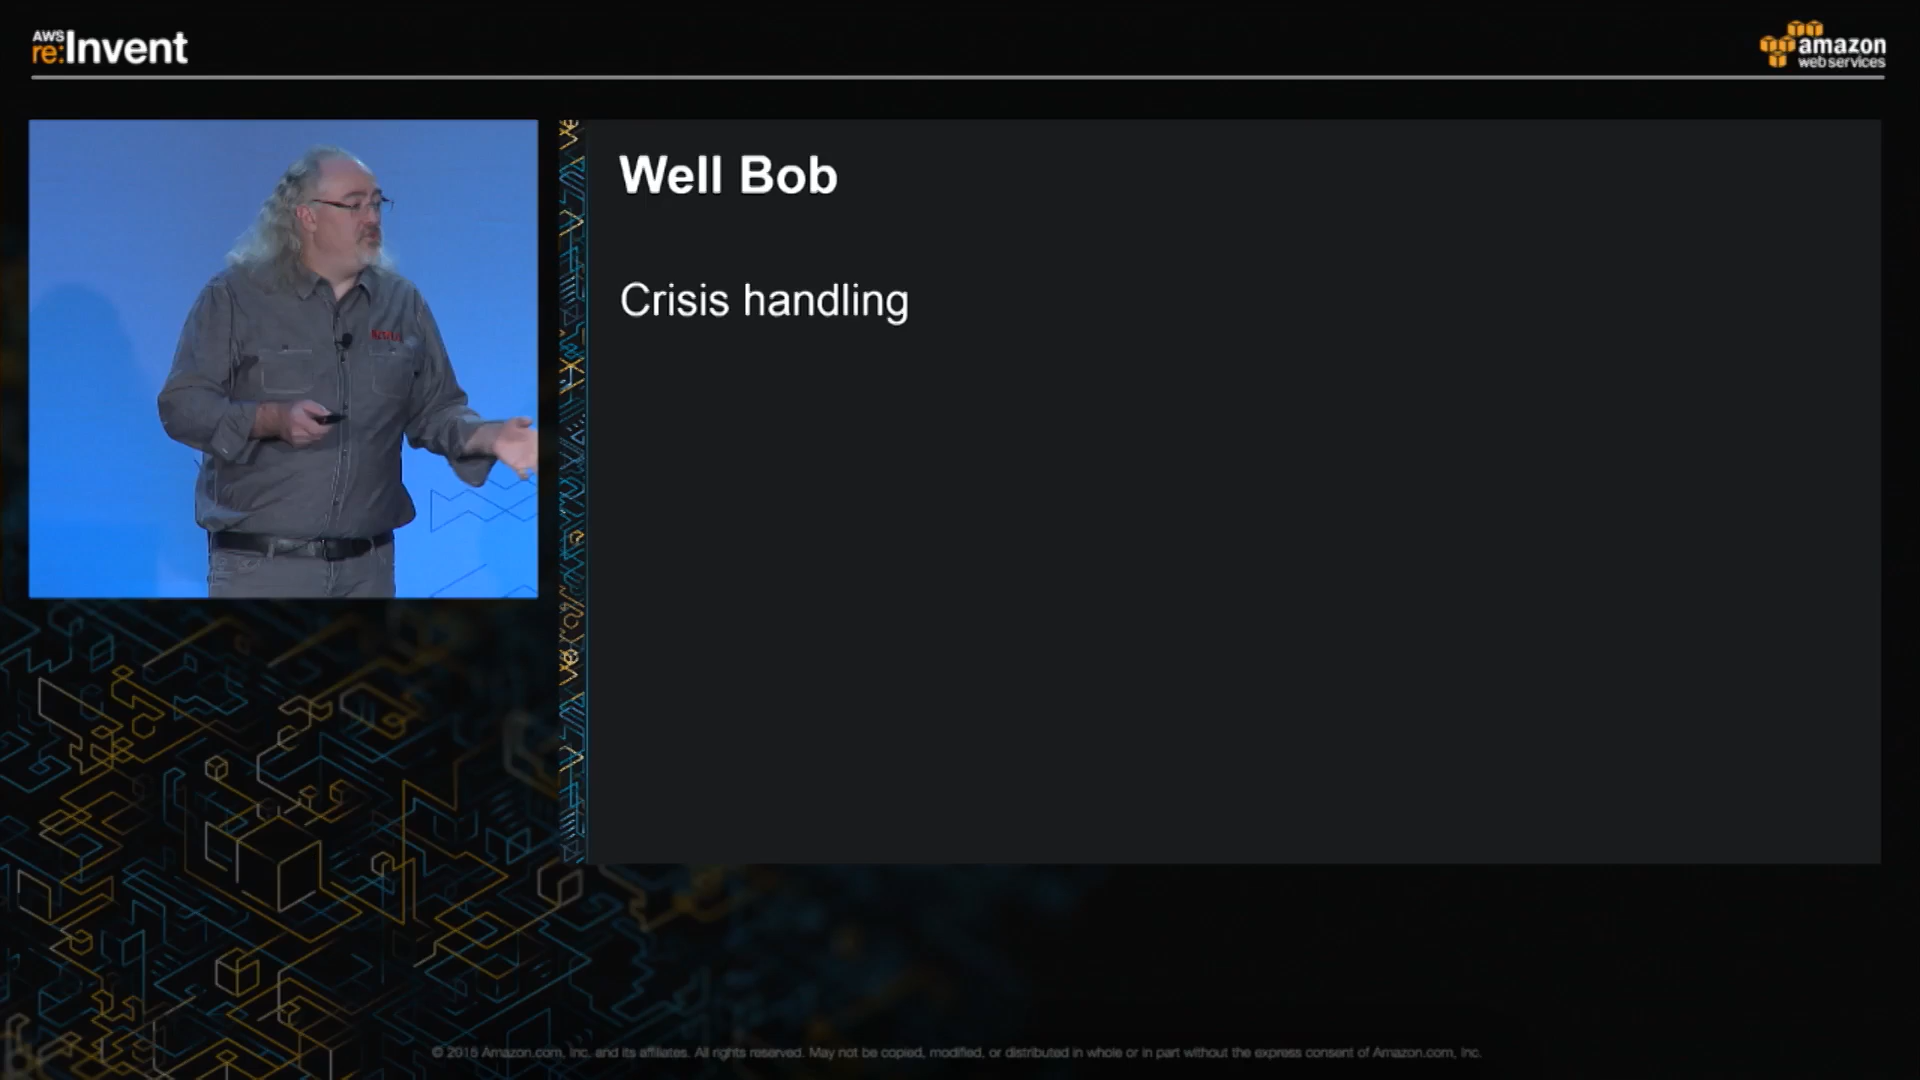 AWS
re:Invent
amazon
webservices
Well Bob
Crisis handling
© 2015 Amazon.com, Inc. and its affiliates. All rights reserved. May not be copied, modified, or distributed in whole or in part without the express consent of Amazon.com, Inc.